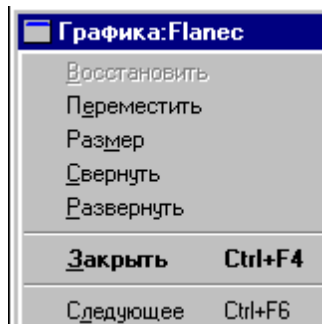 Графика:Flanec
Восстановить
Переместить
Размер
Свернуть
Развернуть
Закрыть Ctrl+F4
Следующее Ctrl+F6